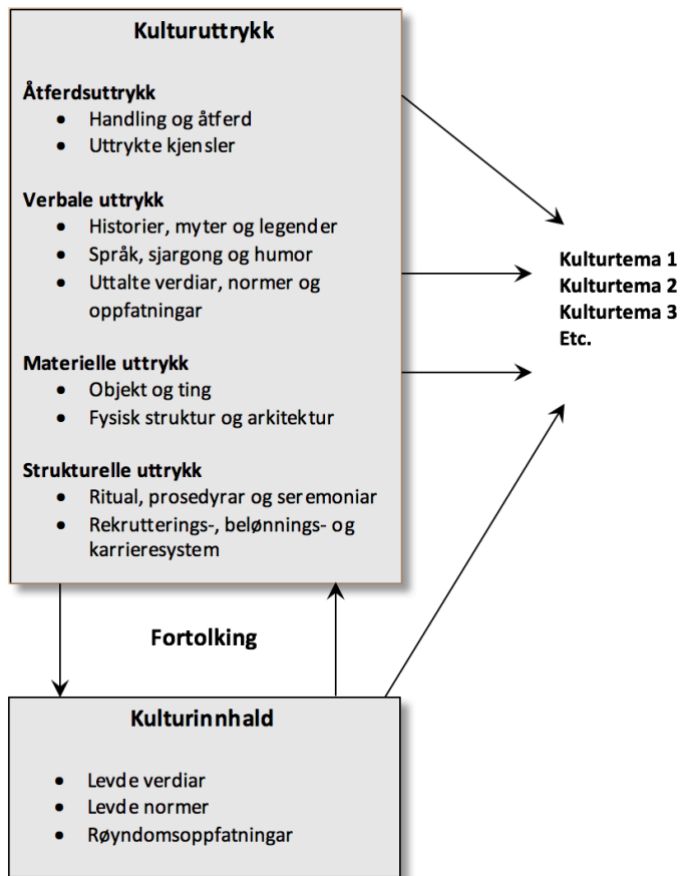 Kulturuttrykk
Åtferdsuttrykk
• Handling og åtferd
• Uttrykte kjensler
Verbale uttrykk
• Historier, myter og legender
• Språk, sjargong og humor
• Uttalte verdiar, normer og
oppfatningar
Materielle uttrykk
• Objekt og ting
• Fysisk struktur og arkitektur
Strukturelle uttrykk
• Ritual, prosedyrar og seremoniar
• Rekrutterings-, belønnings- og
karrieresystem
Kulturtema 1
Kulturtema 2
Kulturtema 3
Etc.
Fortolking
Kulturinnhald
• Levde verdiar
• Levde normer
• Røyndomsoppfatningar